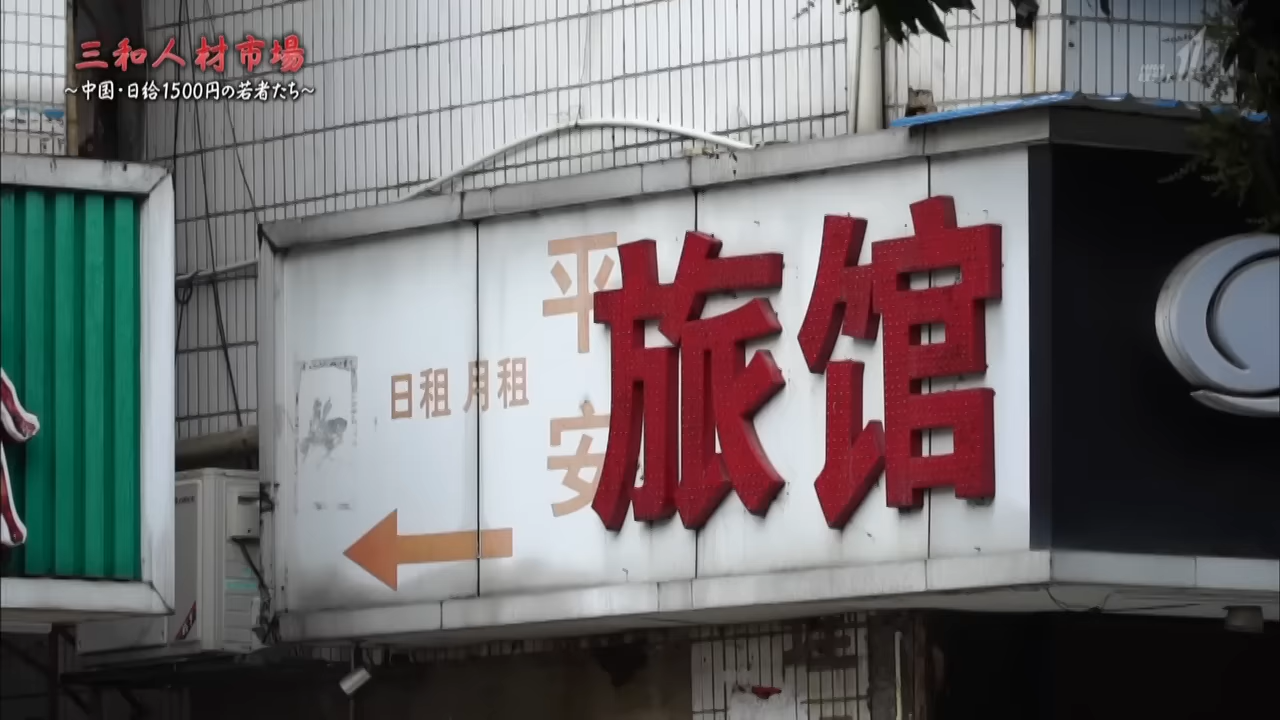 三和人材市場
～中国・日給1500円の若者たち～
平安
旅馆
日租 月租